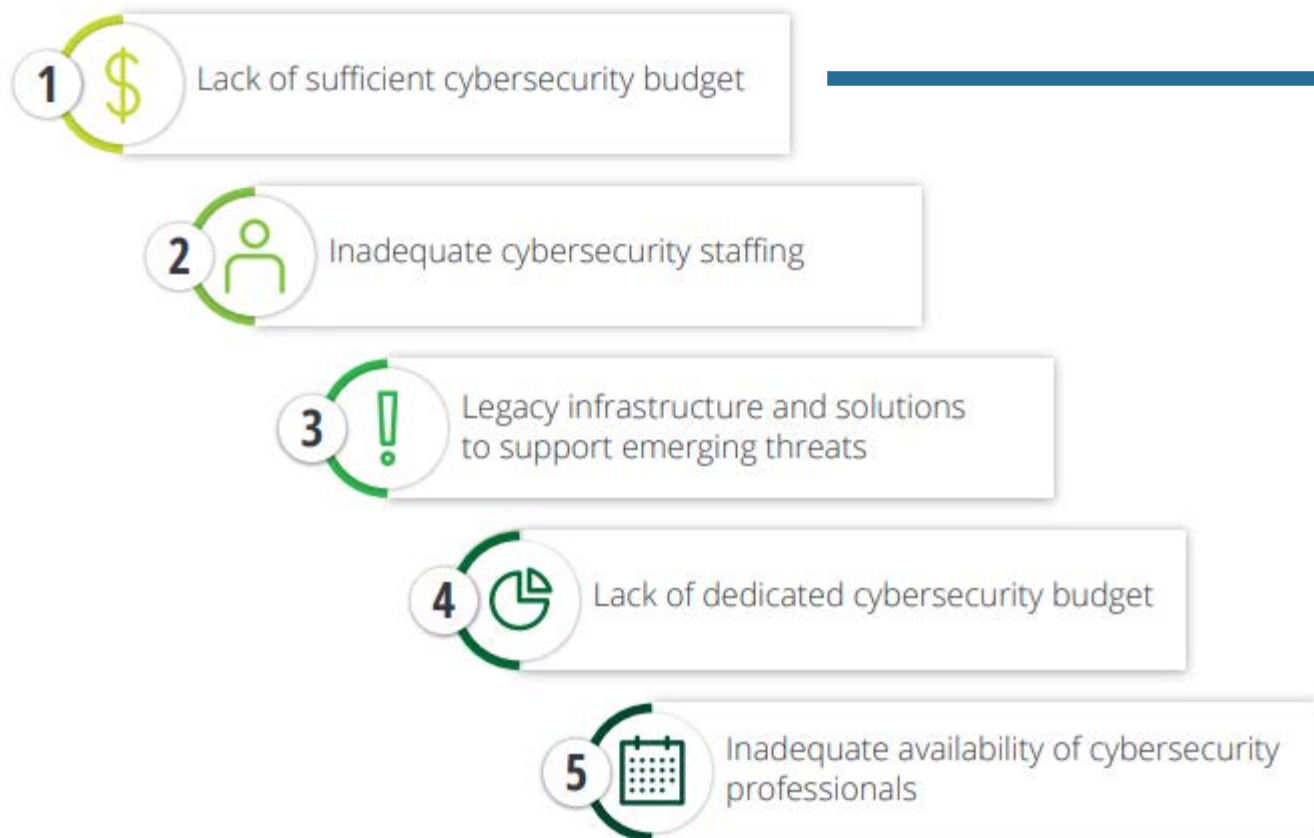 1 $ Lack of sufficient cybersecurity budget
2 Inadequate cybersecurity staffing
3 ! Legacy infrastructure and solutions
to support emerging threats
4 Lack of dedicated cybersecurity budget
5 Inadequate availability of cybersecurity
professionals